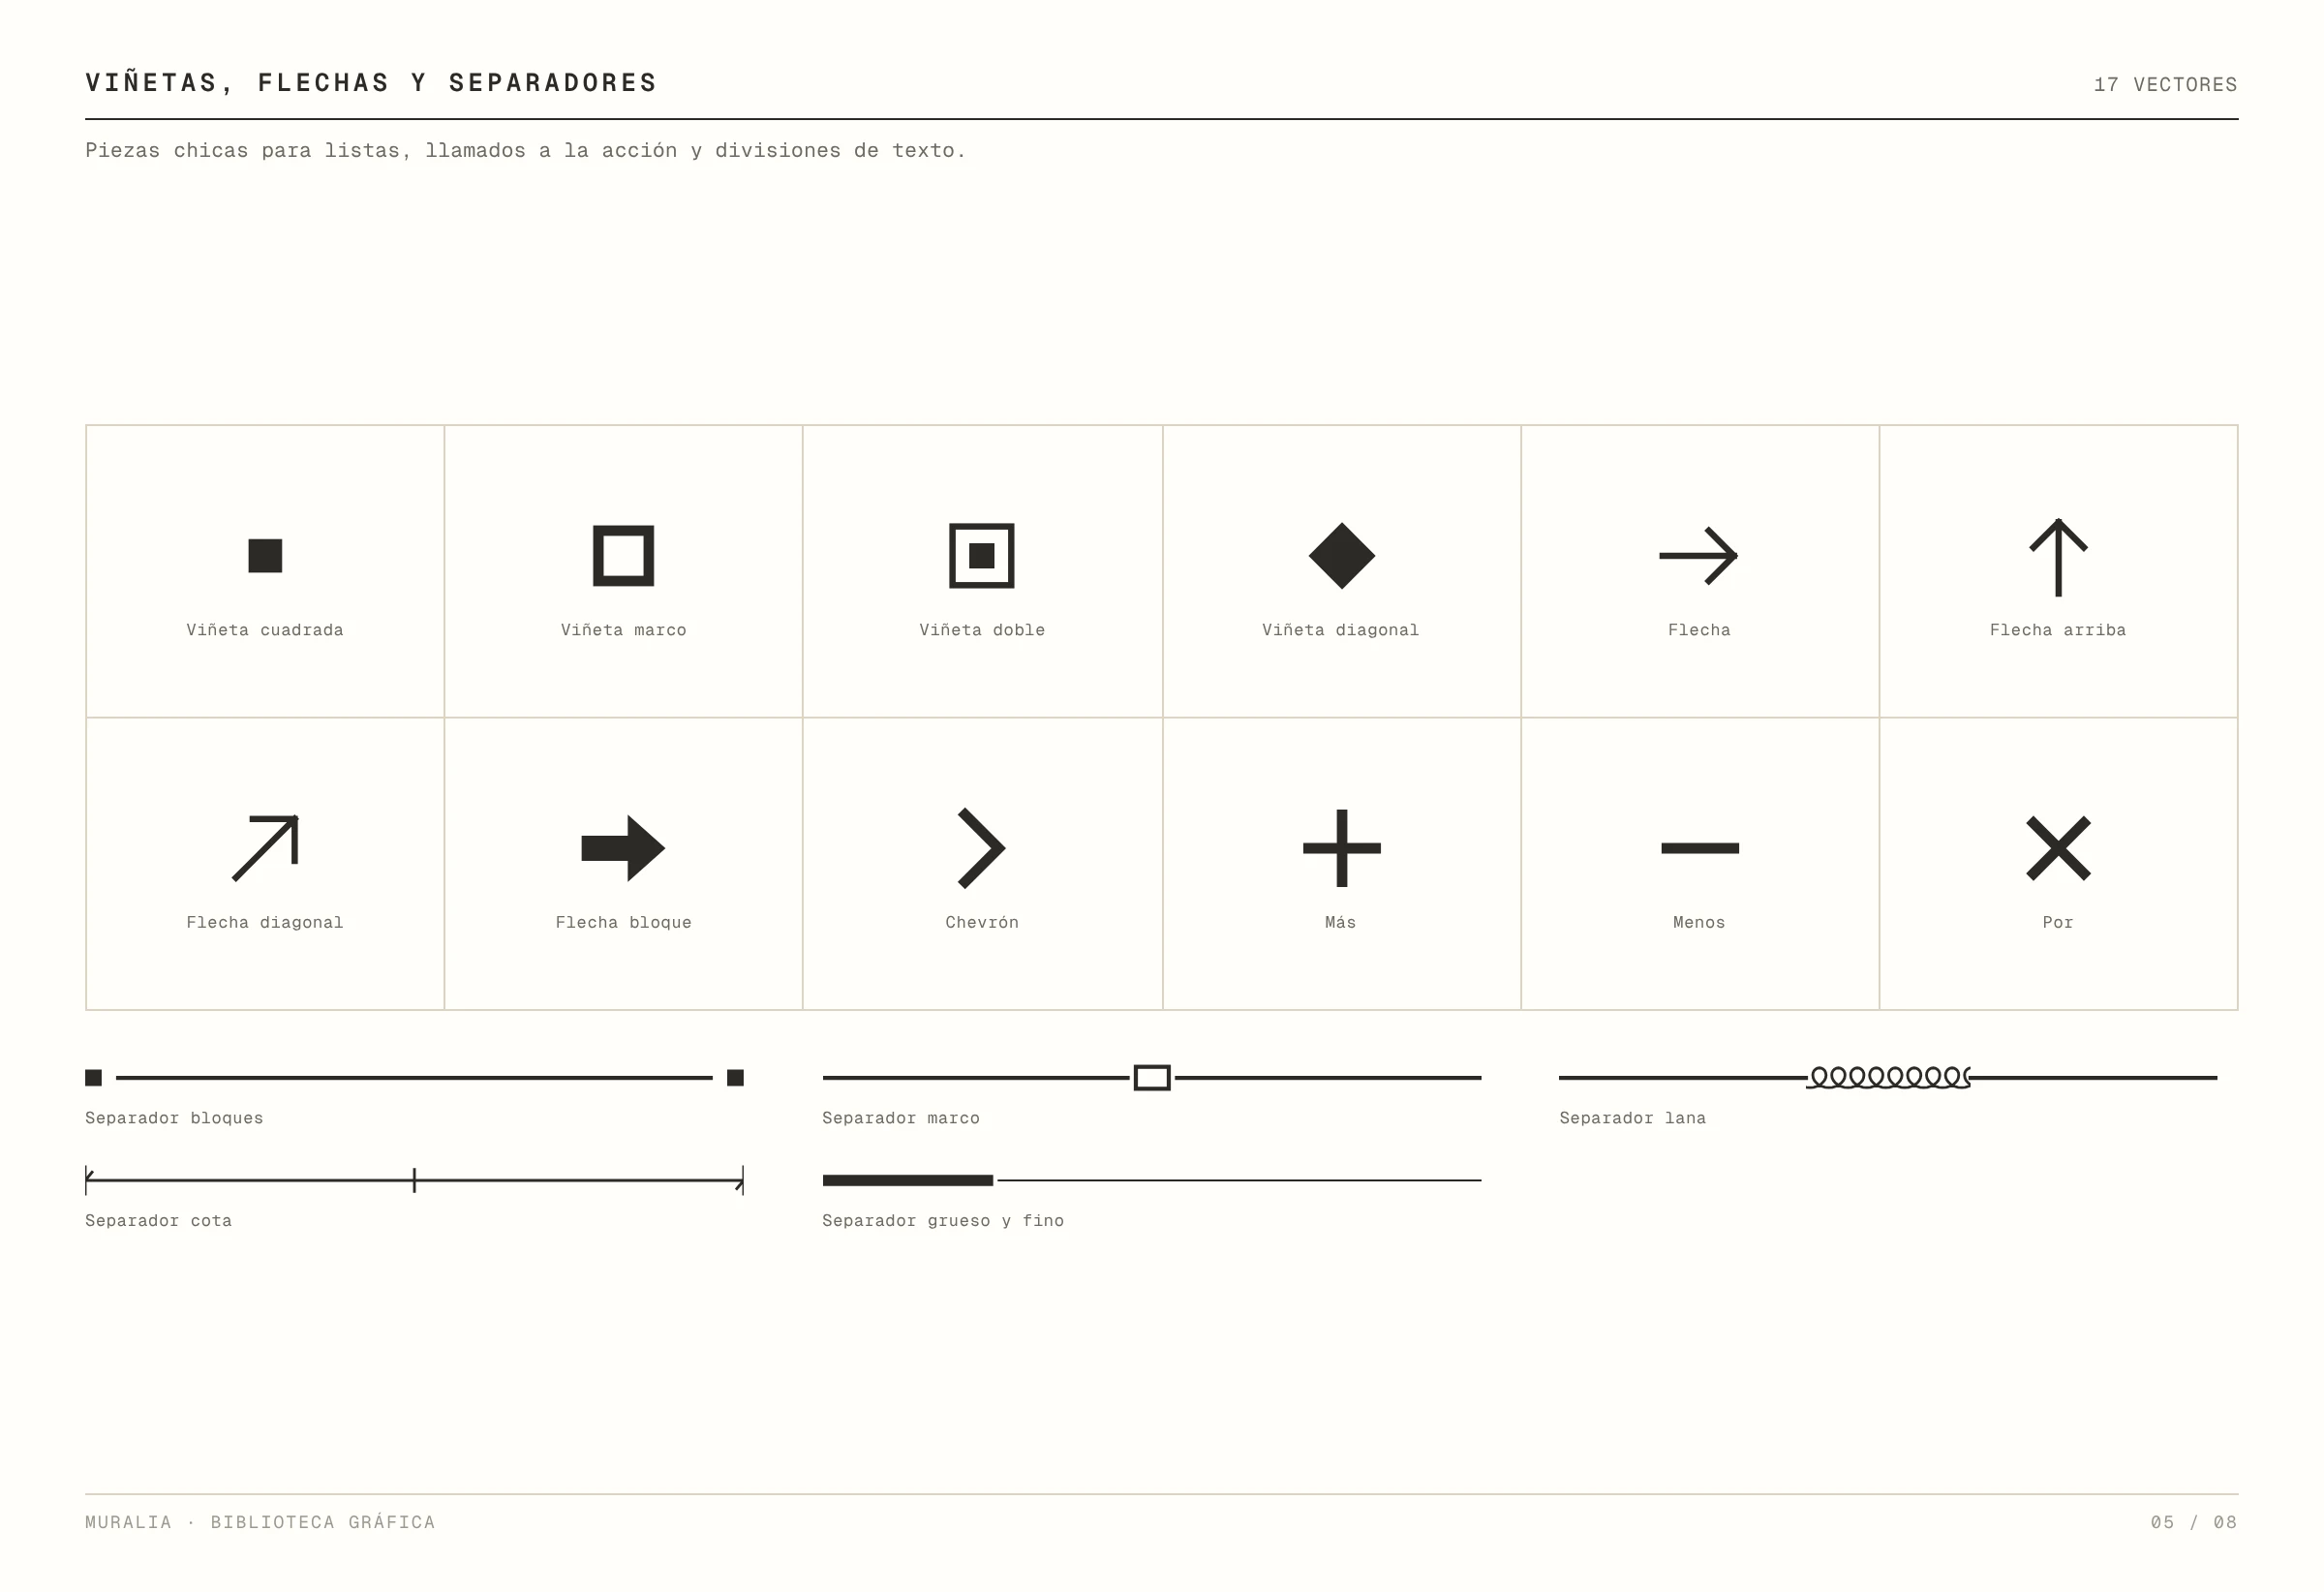 VIÑETAS, FLECHAS Y SEPARADORES
17 VECTORES
Piezas chicas para listas, llamados a la acción y divisiones de texto.
Viñeta cuadrada
Viñeta marco
Viñeta doble
Viñeta diagonal
Flecha
Flecha arriba
Flecha diagonal
Flecha bloque
Chevrón
Más
Menos
Por
Separador bloques
Separador marco
Separador lana
Separador cota
Separador grueso y fino
MURALIA · BIBLIOTECA GRÁFICA
05 / 08